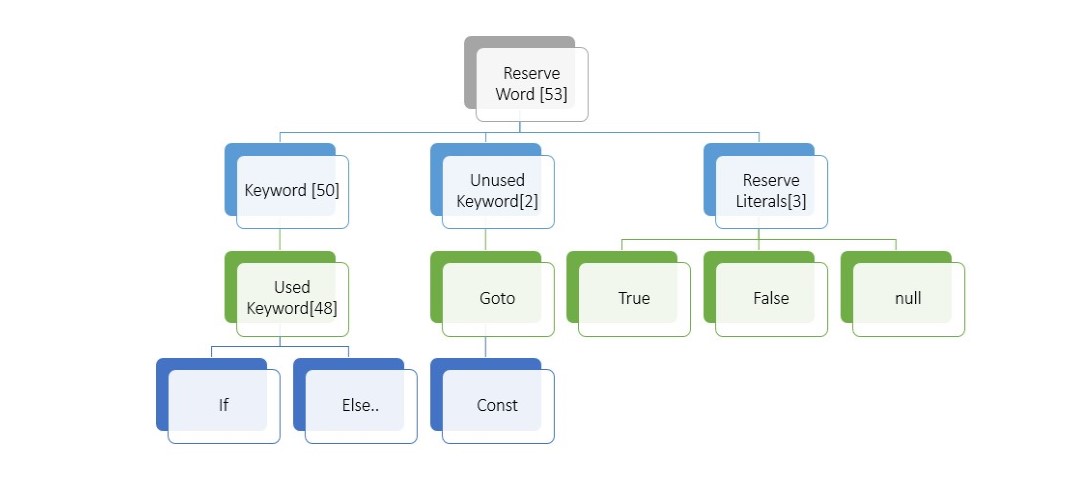 Reserve
Word [53]
Keyword [50]
Unused
Keyword[2]
Reserve
Literals[3]
Used
Keyword[48]
Goto
True
False
null
If
Else..
Const